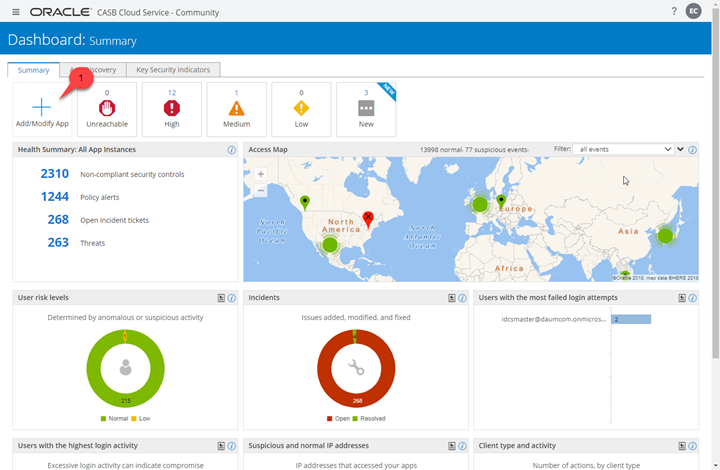 ORACLE CASB Cloud Service - Community
? EC
Dashboard: Summary
Summary
Discovery
Key Security Indicators
1
Add/Modify App
0
Unreachable
12
High
1
Medium
0
Low
NEW
3
New
Health Summary: All App Instances
2310 Non-compliant security controls
1244 Policy alerts
268 Open incident tickets
263 Threats
Access Map
13998 normal- 77 suspicious events-
Filter: all events
+
−
North Pacific Ocean
North America
North Atlantic Ocean
Europe
Asia
Africa
©Oracle 2018; map data ©HERE 2018
User risk levels
Determined by anomalous or suspicious activity
215
Normal Low
Incidents
Issues added, modified, and fixed
268
Open Resolved
Users with the most failed login attempts
idcsmaster@daumcom.onmicros... 2
Users with the highest login activity
Excessive login activity can indicate compromise
Suspicious and normal IP addresses
IP addresses that accessed your apps
Client type and activity
Number of actions, by client type